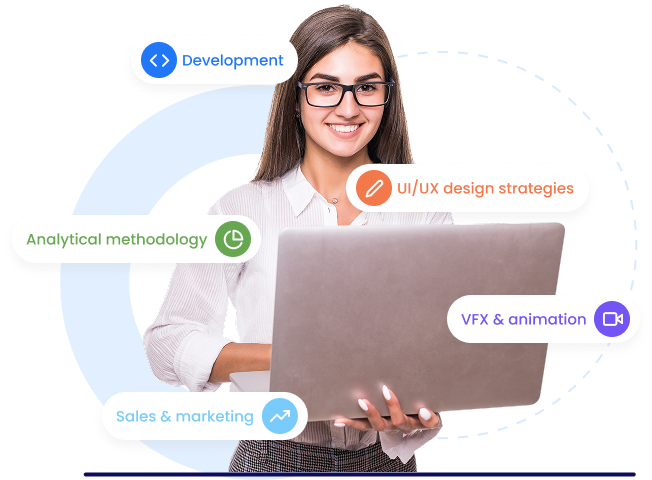 Development
UI/UX design strategies
Analytical methodology
VFX & animation
Sales & marketing